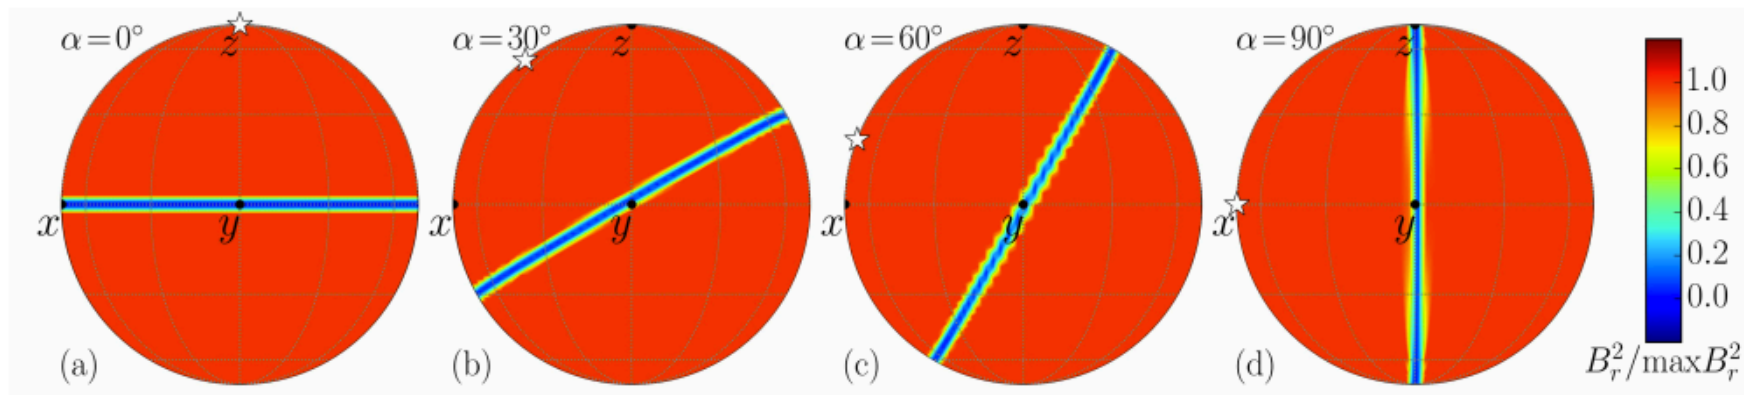 α=0°
z
x
y
(a)
α=30°
z
x
y
(b)
α=60°
z
x
y
(c)
α=90°
z
x
y
(d)
1.0
0.8
0.6
0.4
0.2
0.0
B_r^2/maxB_r^2